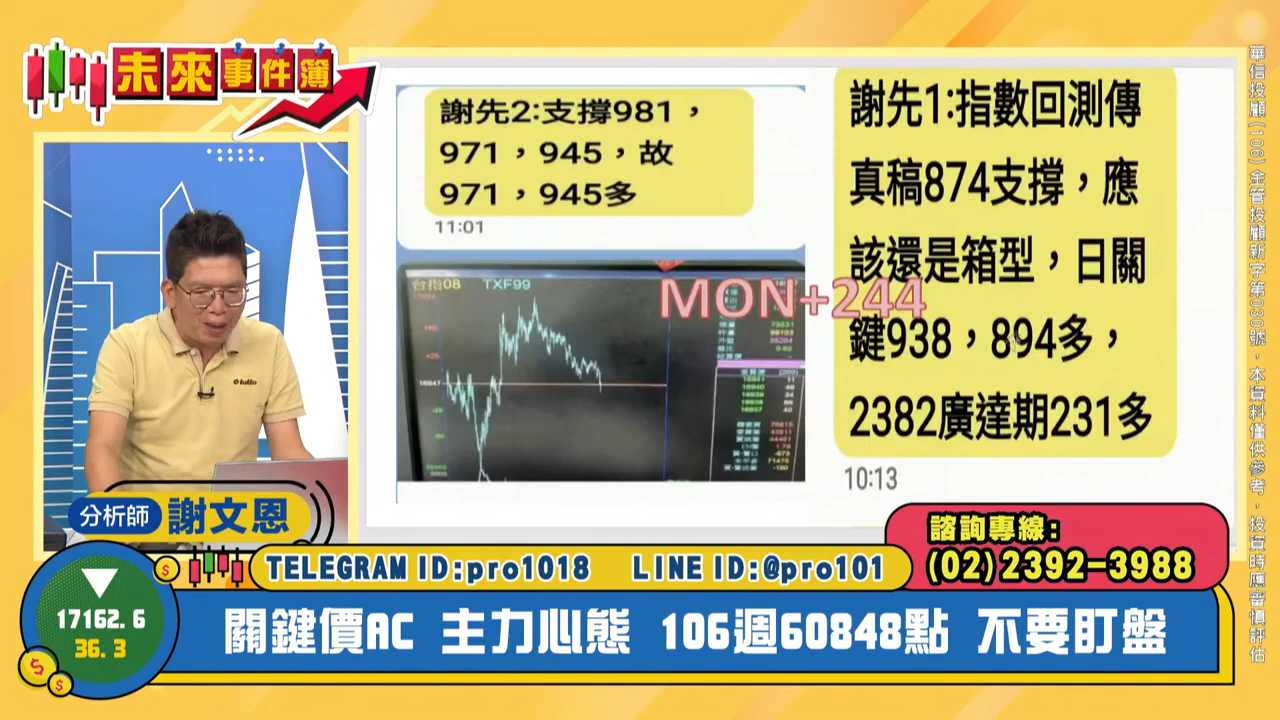 未來事件簿
謝先2:支撐981，
971，945，故
971，945多
11:01
台指08 TXF99
MON+244
謝先1:指數回測傳
真稿874支撐，應
該還是箱型，日關
鍵938，894多，
2382廣達期231多
10:13
華信投顧(106)金管投顧新字第030號，本資料僅供參考，投資時應審慎評估
分析師 謝文恩
諮詢專線:
(02)2392-3988
TELEGRAM ID:pro1018 LINE ID:@pro101
17162.6
36.3
關鍵價AC 主力心態 106週60848點 不要盯盤